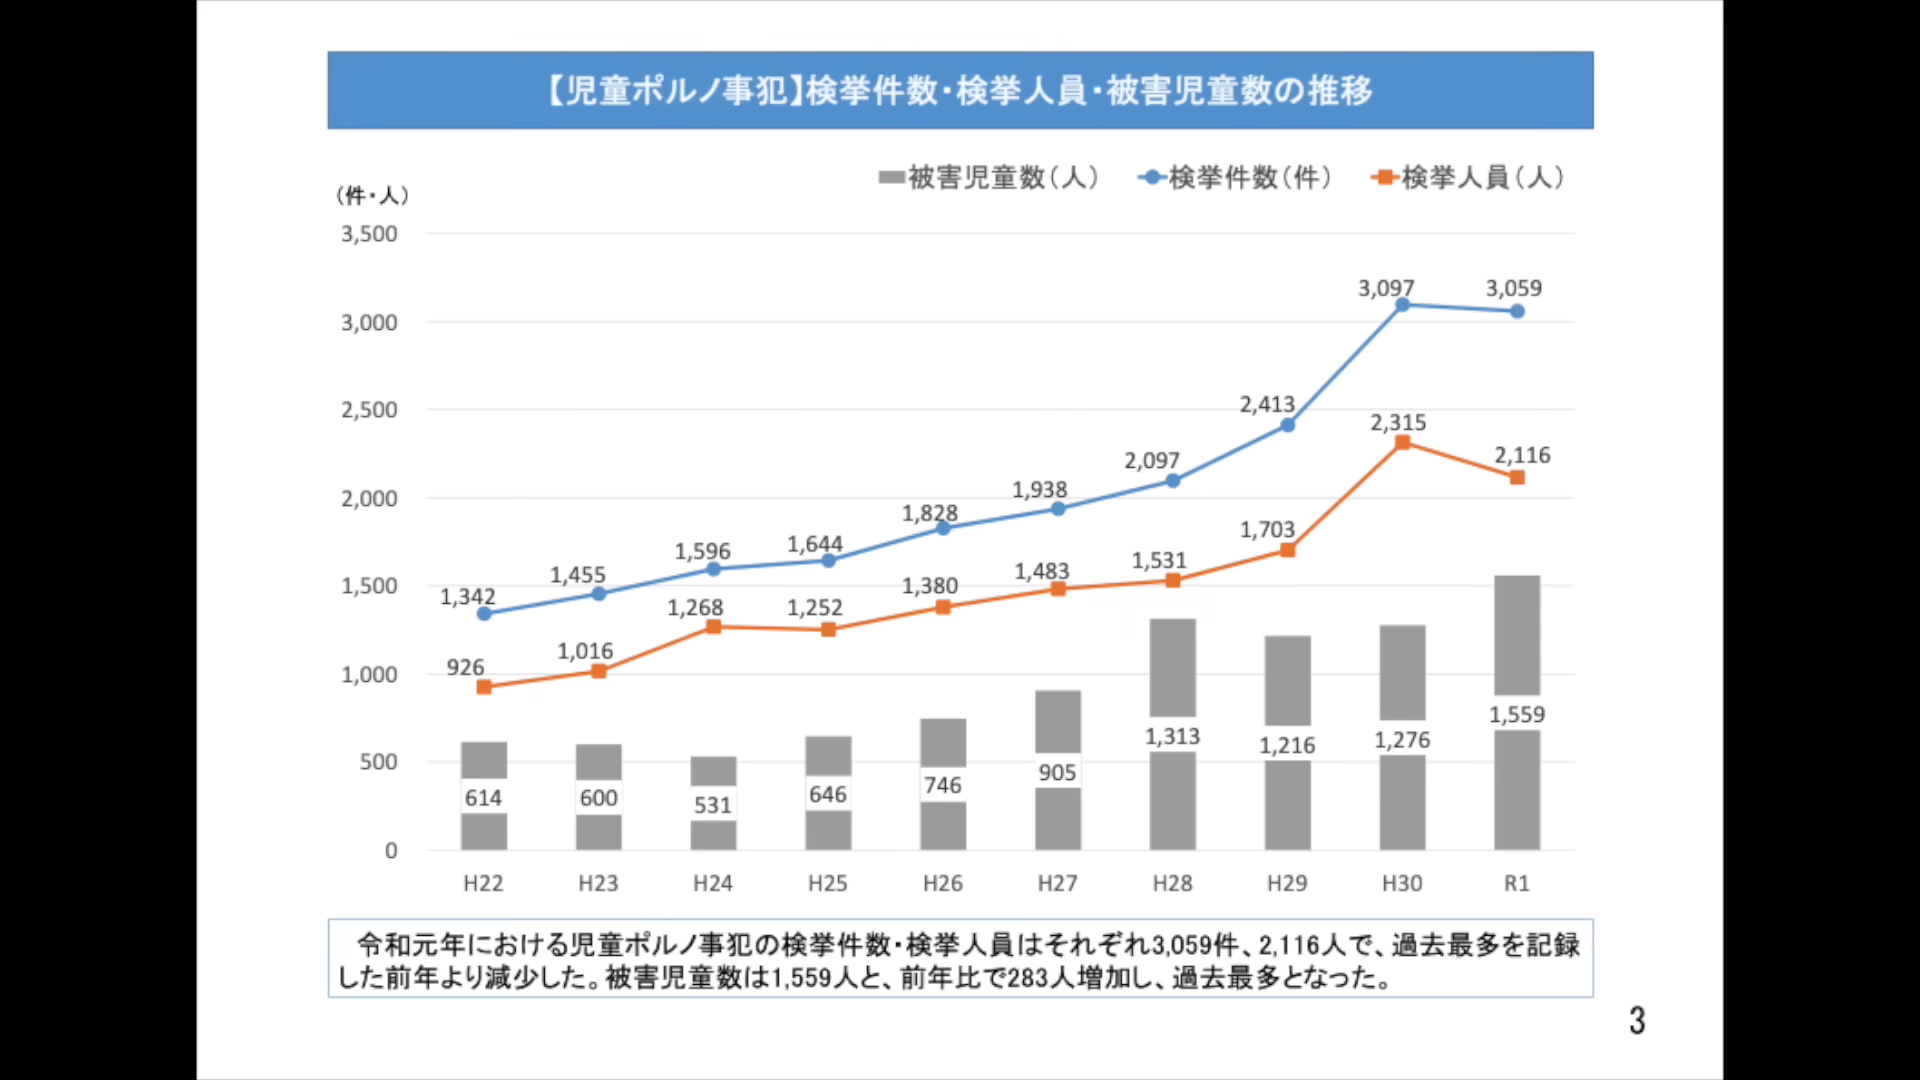 【児童ポルノ事犯】検挙件数・検挙人員・被害児童数の推移
被害児童数(人) 検挙件数(件) 検挙人員(人)
(件・人)
3,500
3,000
2,500
2,000
1,500
1,000
500
0
1,342 1,455 1,596 1,644 1,828 1,938 2,097 2,413 3,097 3,059
926 1,016 1,268 1,252 1,380 1,483 1,531 1,703 2,315 2,116
614 600 531 646 746 905 1,313 1,216 1,276 1,559
H22 H23 H24 H25 H26 H27 H28 H29 H30 R1
令和元年における児童ポルノ事犯の検挙件数・検挙人員はそれぞれ3,059件、2,116人で、過去最多を記録
した前年より減少した。被害児童数は1,559人と、前年比で283人増加し、過去最多となった。
3